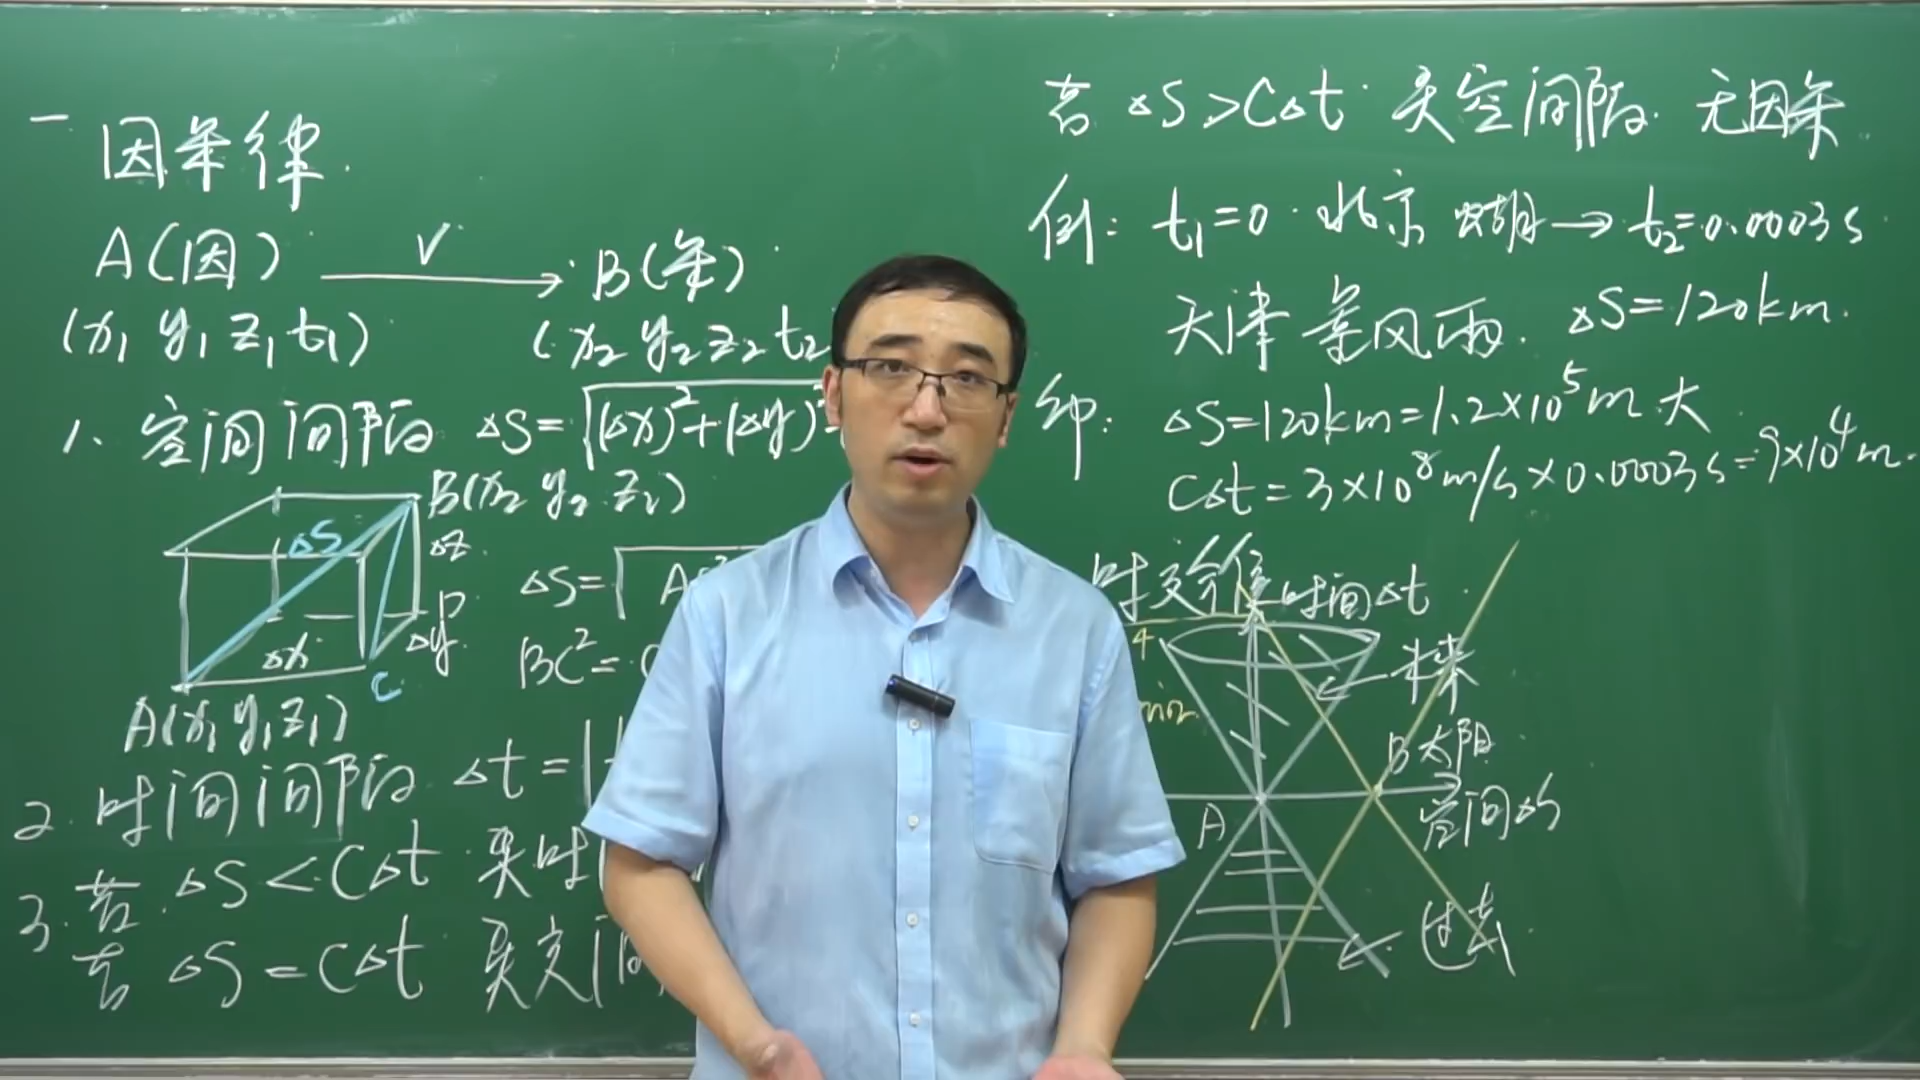 一 因果律.
A(因) V B(果)
(x₁ y₁ z₁ t₁) (x₂ y₂ z₂ t₂
1. 空间间隔 ΔS=√(Δx)²+(Δy)²
B(x₂ y₂ z₂)
ΔS
Δz
ΔS=√
D
Δx
Δy
BC²=
C
A(x₁ y₁ z₁)
2. 时间间隔 Δt=|t
3. 若 ΔS<CΔt 类时
若 ΔS=CΔt 类光间
若 ΔS>CΔt 类空间隔. 无因果
例: t₁=0 北京 蝴 → t₂=0.0003s
天津 暴风雨. ΔS=120km.
ΔS=120km=1.2×10⁵m 大
CΔt=3×10⁸m/s×0.0003s=9×10⁴m.
时 时间Δt
4
未来
min
B太阳
A
空间ΔS
过去